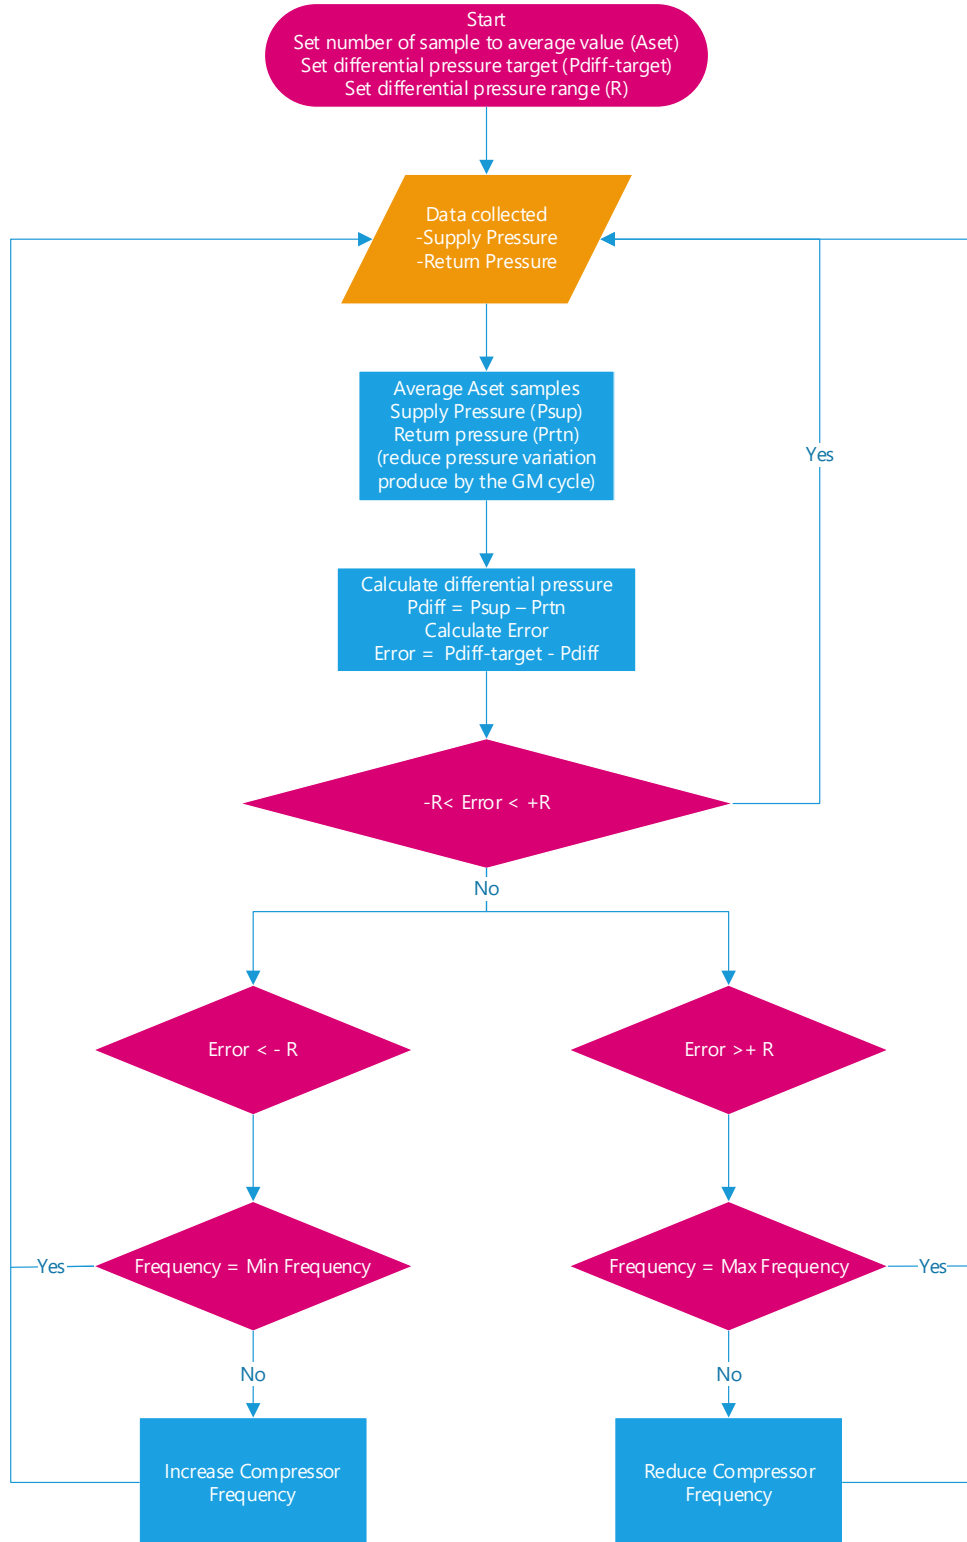 Start
Set number of sample to average value (Aset)
Set differential pressure target (Pdiff-target)
Set differential pressure range (R)
Data collected
-Supply Pressure
-Return Pressure
Average Aset samples
Supply Pressure (Psup)
Return pressure (Prtn)
(reduce pressure variation
produce by the GM cycle)
Yes
Calculate differential pressure
Pdiff = Psup – Prtn
Calculate Error
Error =  Pdiff-target - Pdiff
-R< Error < +R
No
Error < - R
Error >+ R
Frequency = Min Frequency
Yes
Frequency = Max Frequency
Yes
No
No
Increase Compressor
Frequency
Reduce Compressor
Frequency